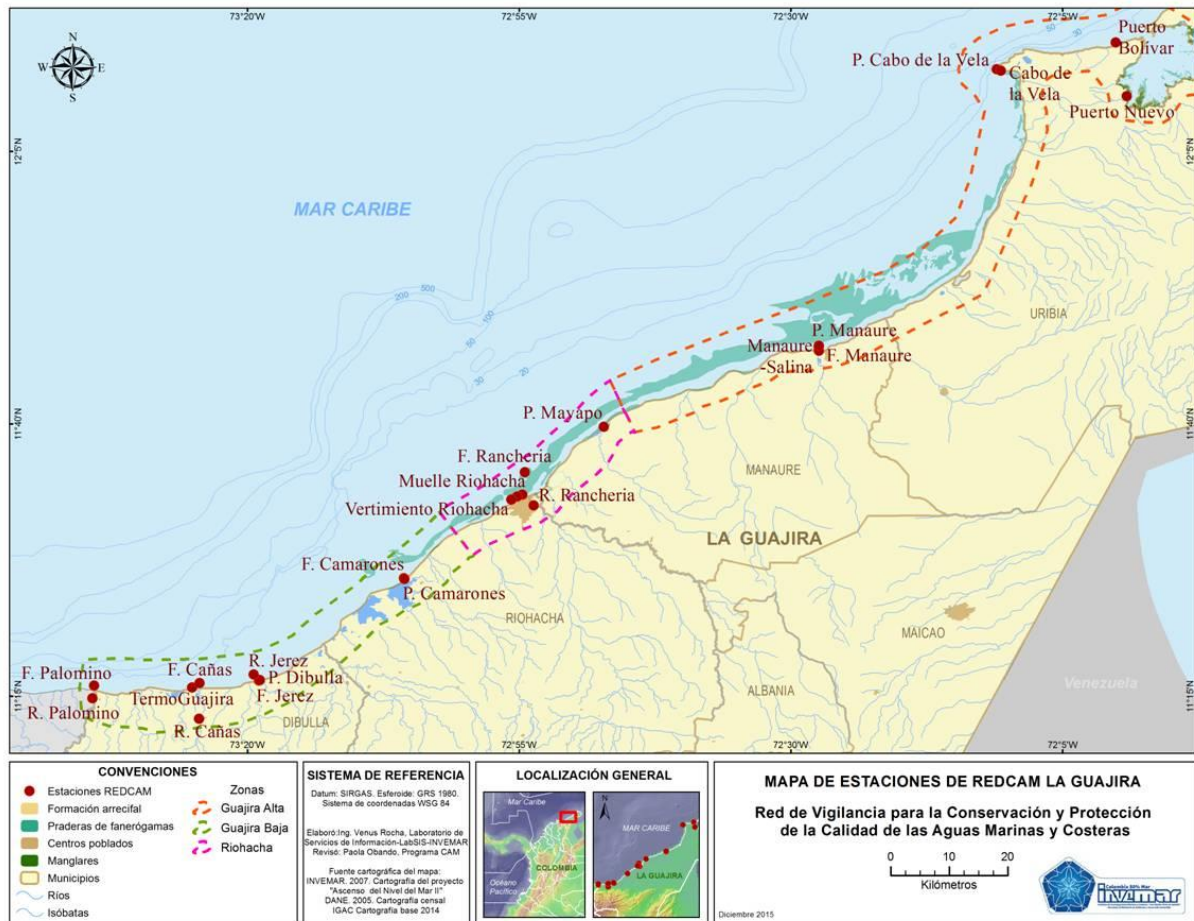 73°20'W
72°55'W
72°30'W
72°5'W
N
W
E
S
Puerto
Bolívar
P. Cabo de la Vela
Cabo de
la Vela
Puerto Nuevo
12°5'N
12°5'N
MAR CARIBE
50
30
200
500
100
50
30
20
URIBIA
P. Manaure
Manaure
-Salina
F. Manaure
11°40'N
11°40'N
P. Mayapo
F. Rancheria
MANAURE
Muelle Riohacha
R. Rancheria
Vertimiento Riohacha
LA GUAJIRA
F. Camarones
P. Camarones
RIOHACHA
MAICAO
F. Palomino
F. Cañas
R. Jerez
P. Dibulla
ALBANIA
Venezuela
11°15'N
11°15'N
TermoGuajira
F. Jerez
R. Palomino
R. Cañas
DIBULLA
73°20'W
72°55'W
72°30'W
72°5'W
CONVENCIONES
Estaciones REDCAM
Formación arrecifal
Praderas de fanerógamas
Centros poblados
Manglares
Municipios
Ríos
Isóbatas
Zonas
Guajira Alta
Guajira Baja
Riohacha
SISTEMA DE REFERENCIA
Datum: SIRGAS. Esferoide: GRS 1980.
Sistema de coordenadas WSG 84
Elaboró:Ing. Venus Rocha, Laboratorio de
Servicios de Información-LabSIS-INVEMAR
Revisó: Paola Obando, Programa CAM
Fuente cartográfica del mapa:
INVEMAR. 2007. Cartografía del proyecto
"Ascenso del Nivel del Mar II"
DANE. 2005. Cartografía censal
IGAC Cartografía base 2014
LOCALIZACIÓN GENERAL
Mar Caribe
COLOMBIA
Océano
Pacífico
N
MAR CARIBE
LA GUAJIRA
MAPA DE ESTACIONES DE REDCAM LA GUAJIRA
Red de Vigilancia para la Conservación y Protección
de la Calidad de las Aguas Marinas y Costeras
0 10 20
Kilómetros
Diciembre 2015
Colombia 50% Mar
invemar